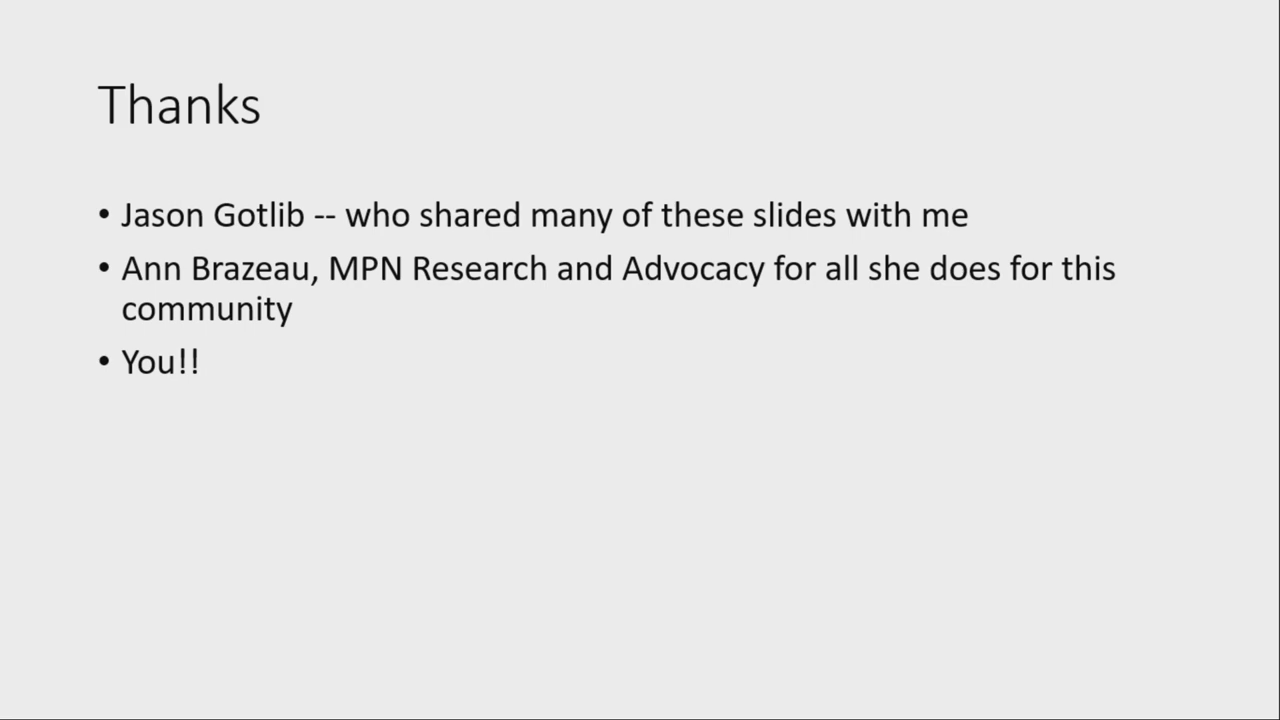 Thanks
• Jason Gotlib -- who shared many of these slides with me
• Ann Brazeau, MPN Research and Advocacy for all she does for this
community
• You!!